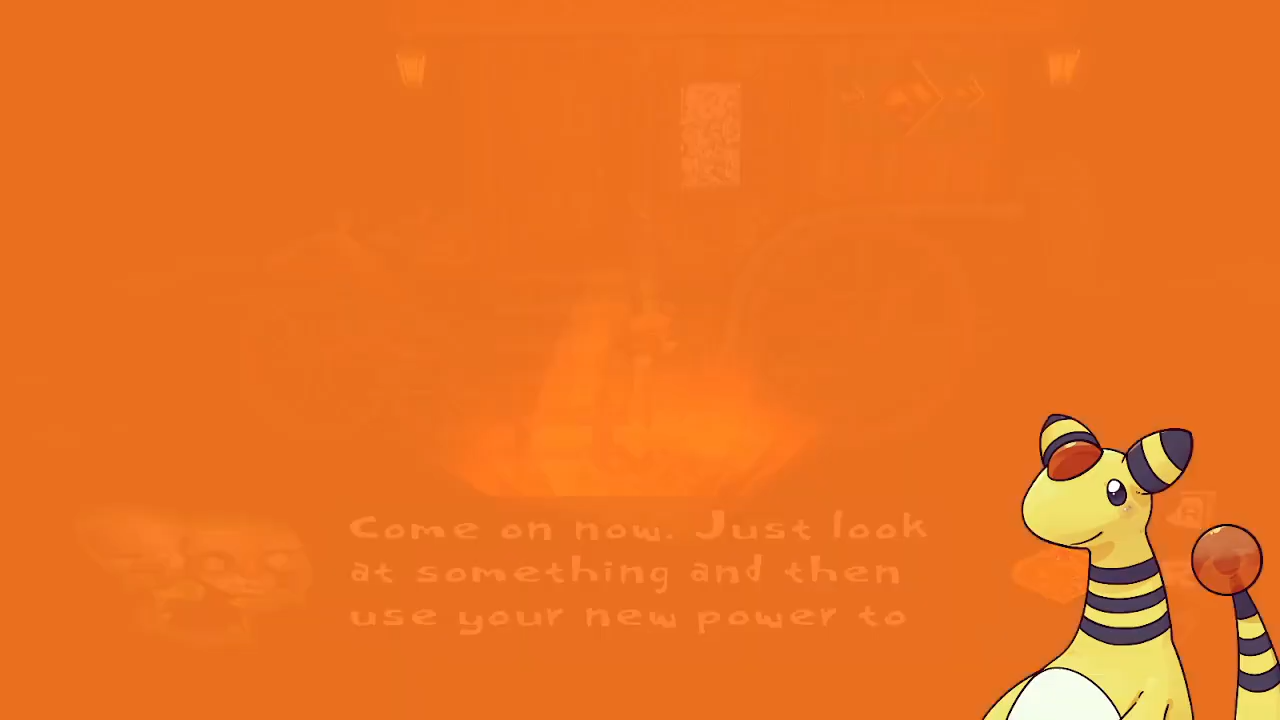 Come on now. Just look
at something and then
use your new power to